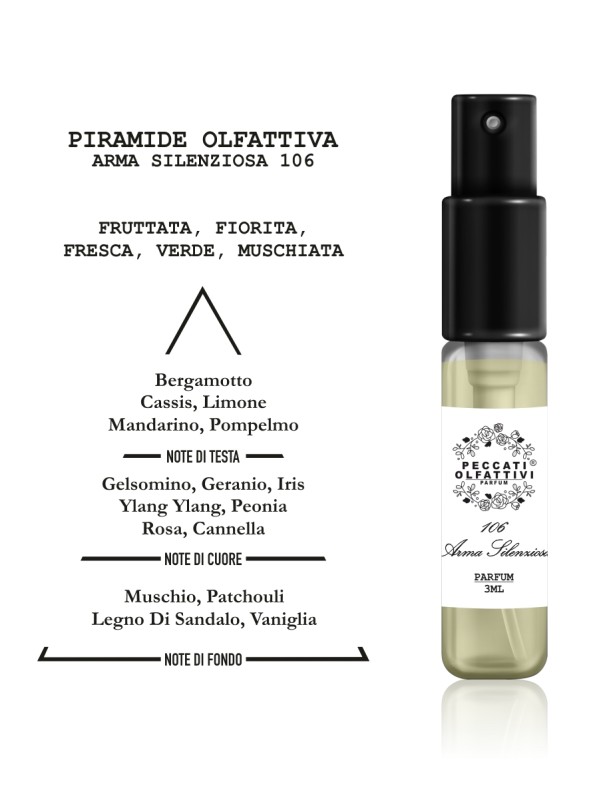 PIRAMIDE OLFATTIVA
ARMA SILENZIOSA 106
FRUTTATA, FIORITA,
FRESCA, VERDE, MUSCHIATA
Bergamotto
Cassis, Limone
Mandarino, Pompelmo
NOTE DI TESTA
Gelsomino, Geranio, Iris
Ylang Ylang, Peonia
Rosa, Cannella
NOTE DI CUORE
Muschio, Patchouli
Legno Di Sandalo, Vaniglia
NOTE DI FONDO
PECCATI®
OLFATTIVI
PARFUM
106
Arma Silenziosa
PARFUM
3ML